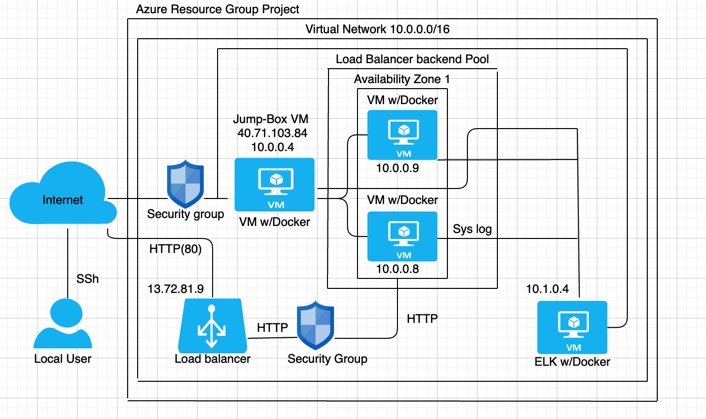 Azure Resource Group Project
Virtual Network 10.0.0.0/16
Load Balancer backend Pool
Availability Zone 1
VM w/Docker
VM
10.0.0.9
Jump-Box VM
40.71.103.84
10.0.0.4
VM
VM w/Docker
Internet
Security group
VM w/Docker
VM
10.0.0.8
Sys log
HTTP(80)
SSh
13.72.81.9
10.1.0.4
HTTP
HTTP
Local User
Load balancer
Security Group
VM
ELK w/Docker